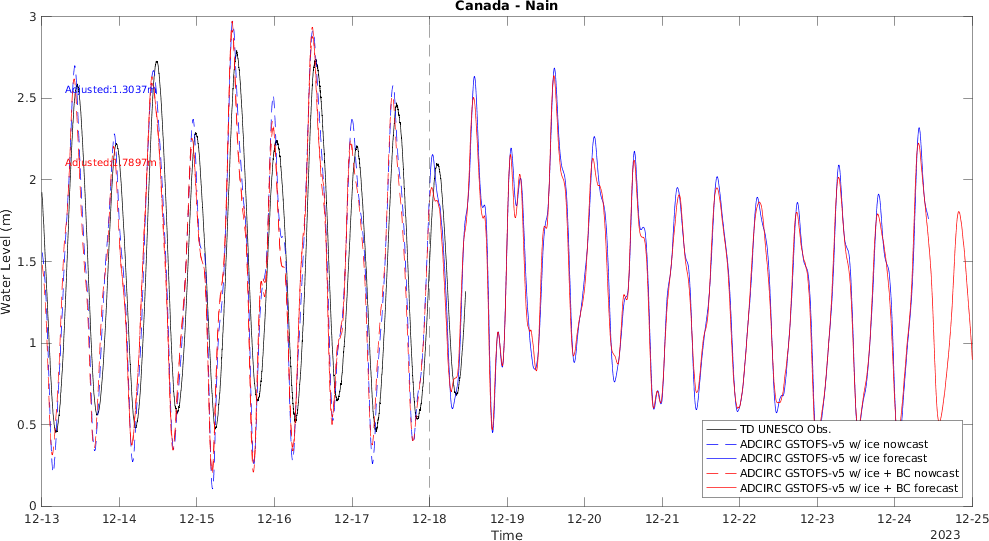 Canada - Nain
3
2.5
2
1.5
1
0.5
0
Water Level (m)
Adjusted:1.3037m
Adjusted:1.7897m
12-13
12-14
12-15
12-16
12-17
12-18
12-19
12-20
12-21
12-22
12-23
12-24
12-25
2023
Time
TD UNESCO Obs.
ADCIRC GSTOFS-v5 w/ ice nowcast
ADCIRC GSTOFS-v5 w/ ice forecast
ADCIRC GSTOFS-v5 w/ ice + BC nowcast
ADCIRC GSTOFS-v5 w/ ice + BC forecast